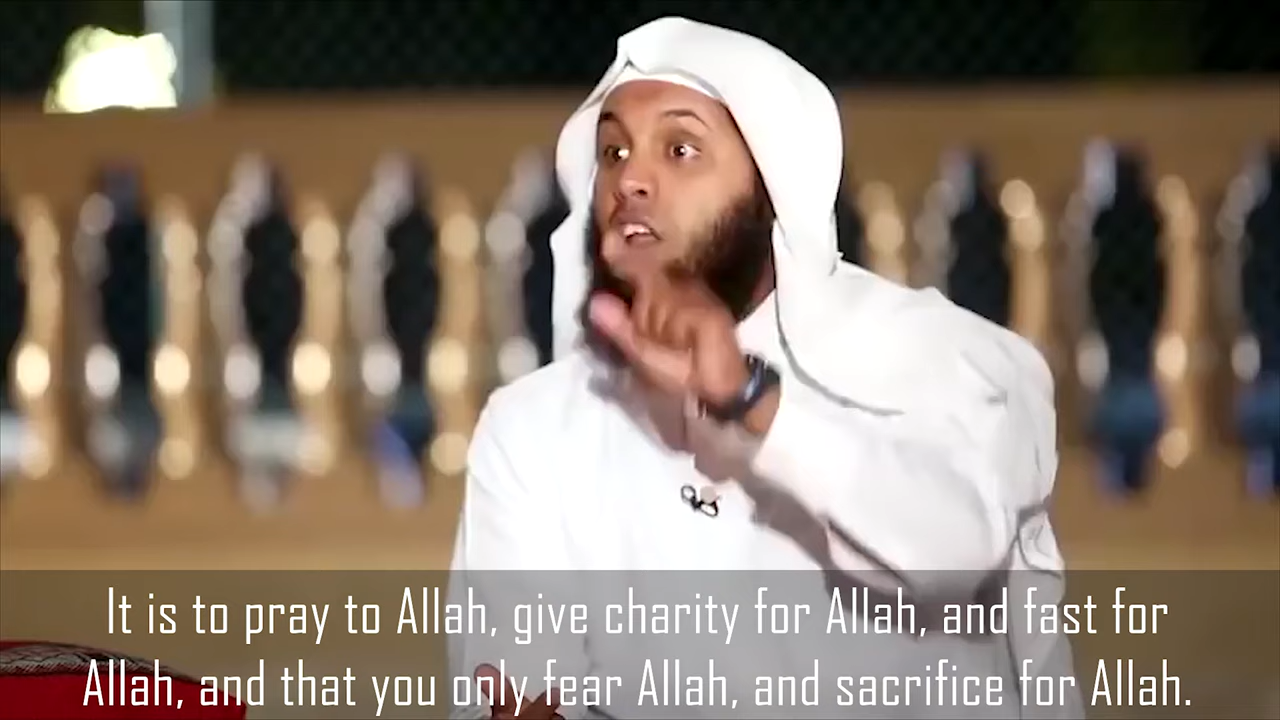 It is to pray to Allah, give charity for Allah, and fast for
Allah, and that you only fear Allah, and sacrifice for Allah.